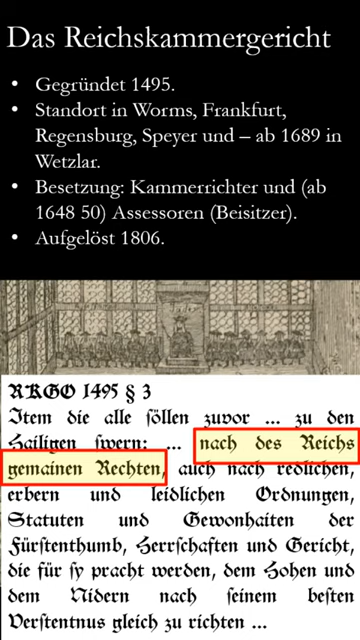 Das Reichskammergericht
• Gegründet 1495.
• Standort in Worms, Frankfurt,
Regensburg, Speyer und – ab 1689 in
Wetzlar.
• Besetzung: Kammerrichter und (ab
1648 50) Assessoren (Beisitzer).
• Aufgelöst 1806.
RKGO 1495 § 3
Item die alle söllen zuvor ... zu den
Hailigen swern: ... nach des Reichs
gemainen Rechten, auch nach redlichen,
erbern und leidlichen Ordnungen,
Statuten und Gewonhaiten der
Fürstenthumb, Herrschaften und Gericht,
die für sy pracht werden, dem Hohen und
dem Nidern nach seinem besten
Verstentnus gleich zu richten ...